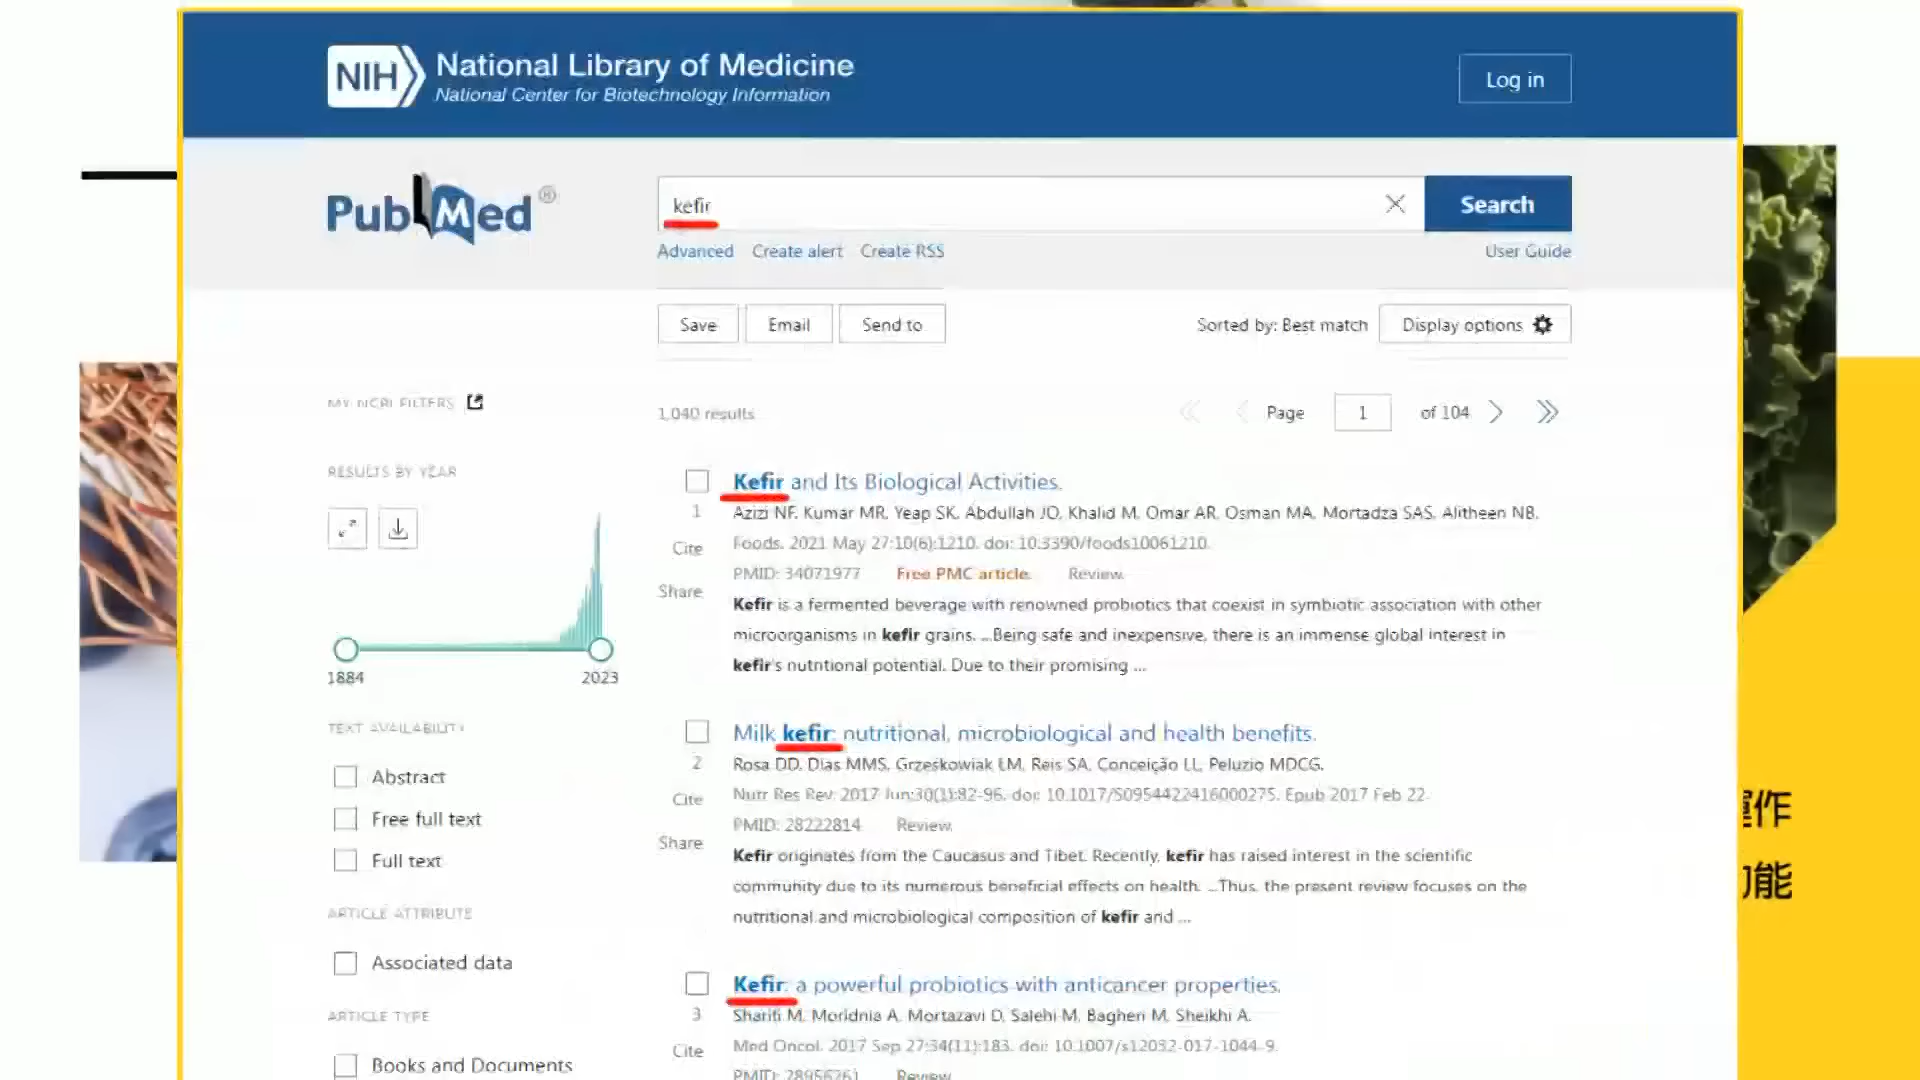 NIH National Library of Medicine
National Center for Biotechnology Information
Log in
PubMed®
kefir
Search
Advanced Create alert Create RSS
User Guide
Save Email Send to
Sorted by: Best match
Display options
MY NCBI FILTERS
1,040 results
Page 1 of 104
RESULTS BY YEAR
1884 2023
TEXT AVAILABILITY
Abstract
Free full text
Full text
ARTICLE ATTRIBUTE
Associated data
ARTICLE TYPE
Books and Documents
Kefir and Its Biological Activities.
1
Azizi NF, Kumar MR, Yeap SK, Abdullah JO, Khalid M, Omar AR, Osman MA, Mortadza SAS, Alitheen NB.
Cite
Foods. 2021 May 27;10(6):1210. doi: 10.3390/foods10061210.
PMID: 34071977 Free PMC article. Review.
Share
Kefir is a fermented beverage with renowned probiotics that coexist in symbiotic association with other
microorganisms in kefir grains. ...Being safe and inexpensive, there is an immense global interest in
kefir's nutritional potential. Due to their promising ...
Milk kefir: nutritional, microbiological and health benefits.
2
Rosa DD, Dias MMS, Grześkowiak ŁM, Reis SA, Conceição LL, Peluzio MDCG.
Cite
Nutr Res Rev. 2017 Jun;30(1):82-96. doi: 10.1017/S0954422416000275. Epub 2017 Feb 22.
PMID: 28222814 Review.
Share
Kefir originates from the Caucasus and Tibet. Recently, kefir has raised interest in the scientific
community due to its numerous beneficial effects on health. ...Thus, the present review focuses on the
nutritional and microbiological composition of kefir and ...
Kefir: a powerful probiotics with anticancer properties.
3
Sharifi M, Moridnia A, Mortazavi D, Salehi M, Bagheri M, Sheikhi A.
Cite
Med Oncol. 2017 Sep 27;34(11):183. doi: 10.1007/s12032-017-1044-9.
PMID: 28956261 Review.
作
能